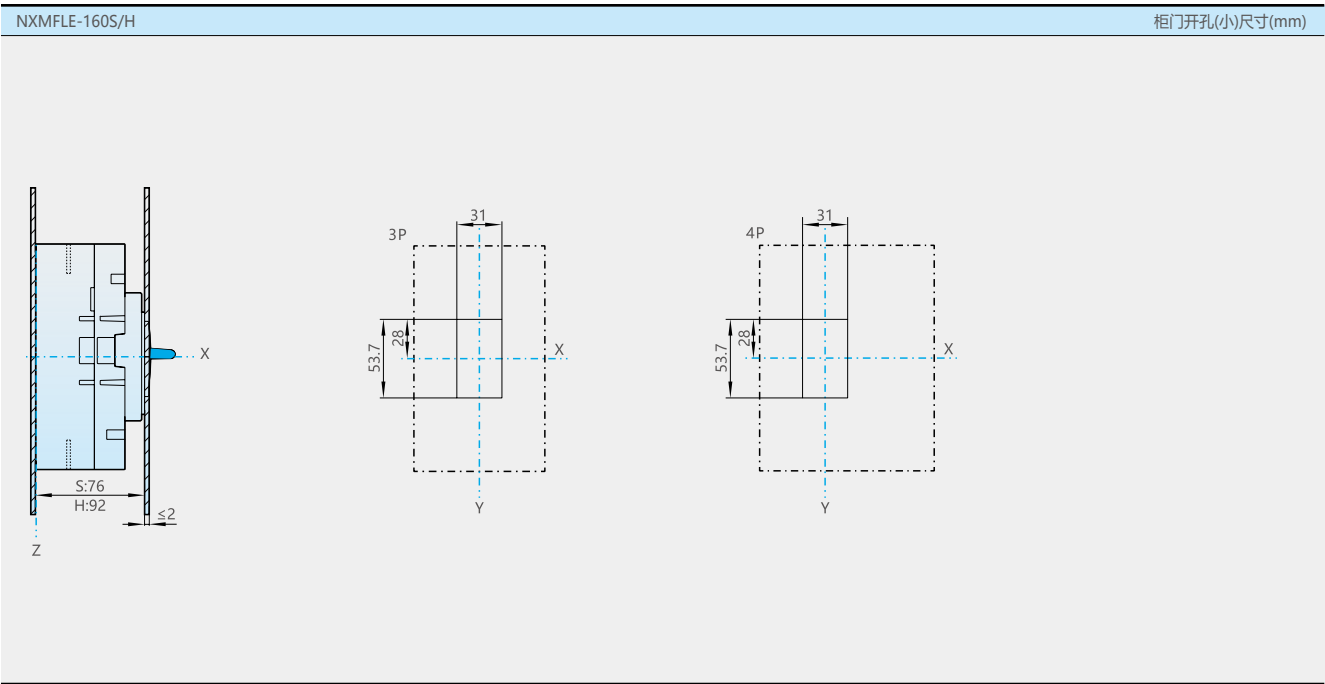 NXMFLE-160S/H
柜门开孔(小)尺寸(mm)
31
31
3P
4P
28
53.7
X
28
53.7
X
X
S:76
H:92
≤2
Y
Y
Z